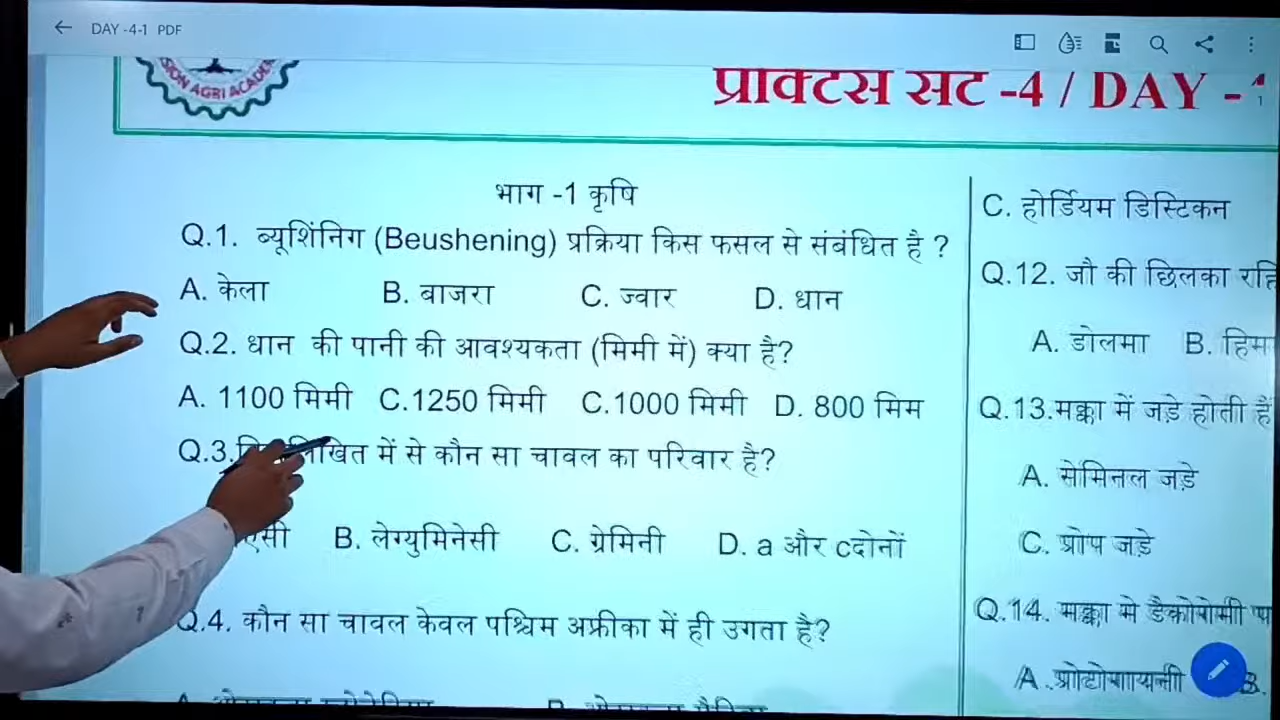 DAY -4-1 PDF
SION AGRI ACADE
प्राक्टस सट -4 / DAY -
भाग -1 कृषि
Q.1. ब्यूशिंनिग (Beushening) प्रक्रिया किस फसल से संबंधित है ?
A. केला B. बाजरा C. ज्वार D. धान
Q.2. धान की पानी की आवश्यकता (मिमी में) क्या है?
A. 1100 मिमी C.1250 मिमी C.1000 मिमी D. 800 मिम
Q.3. में से कौन सा चावल का परिवार है?
B. लेग्युमिनेसी C. ग्रेमिनी D. a और cदोनों
Q.4. कौन सा चावल केवल पश्चिम अफ्रीका में ही उगता है?
C. होर्डियम डिस्टिकन
Q.12. जौ की छिलका
A. डोलमा B. हिम
Q.13.मक्का में जड़े होती हैं
A. सेमिनल जड़े
C. प्रोप जड़े
Q.14. मक्का मे
A. B.